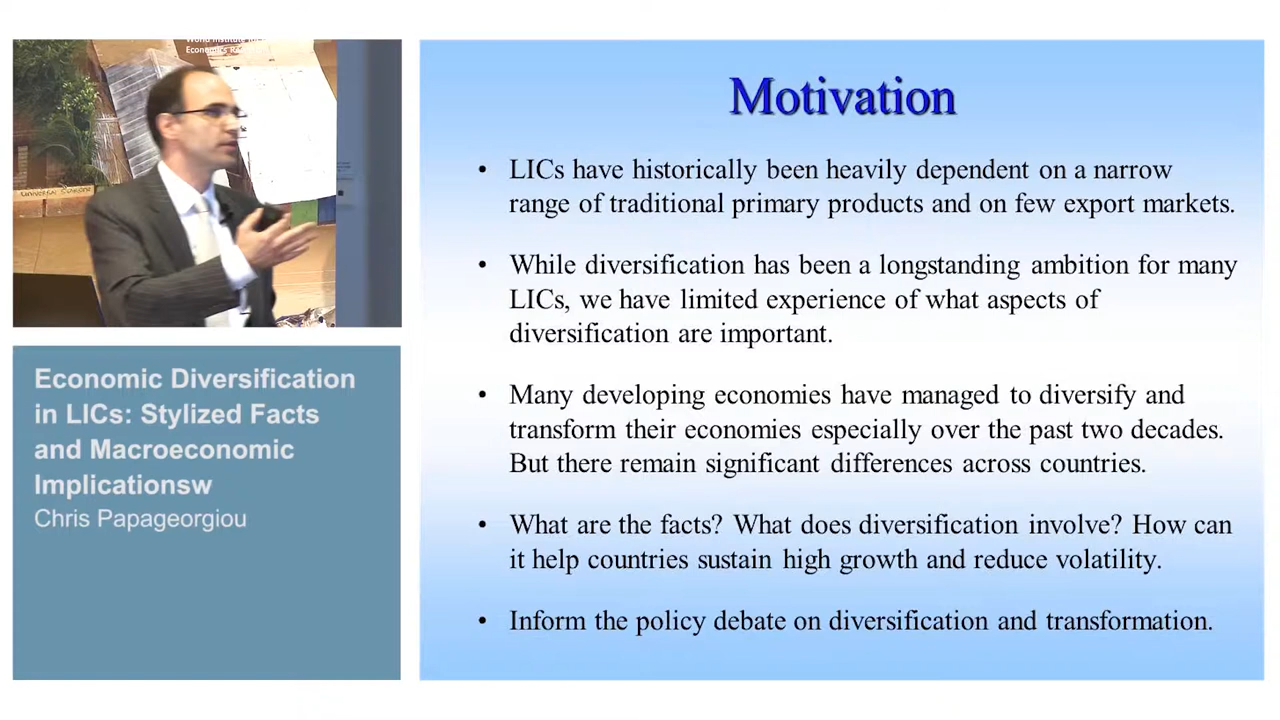 World Institute for
Economics Re
Economic Diversification
in LICs: Stylized Facts
and Macroeconomic
Implicationsw
Chris Papageorgiou
Motivation
• LICs have historically been heavily dependent on a narrow
range of traditional primary products and on few export markets.
• While diversification has been a longstanding ambition for many
LICs, we have limited experience of what aspects of
diversification are important.
• Many developing economies have managed to diversify and
transform their economies especially over the past two decades.
But there remain significant differences across countries.
• What are the facts? What does diversification involve? How can
it help countries sustain high growth and reduce volatility.
• Inform the policy debate on diversification and transformation.